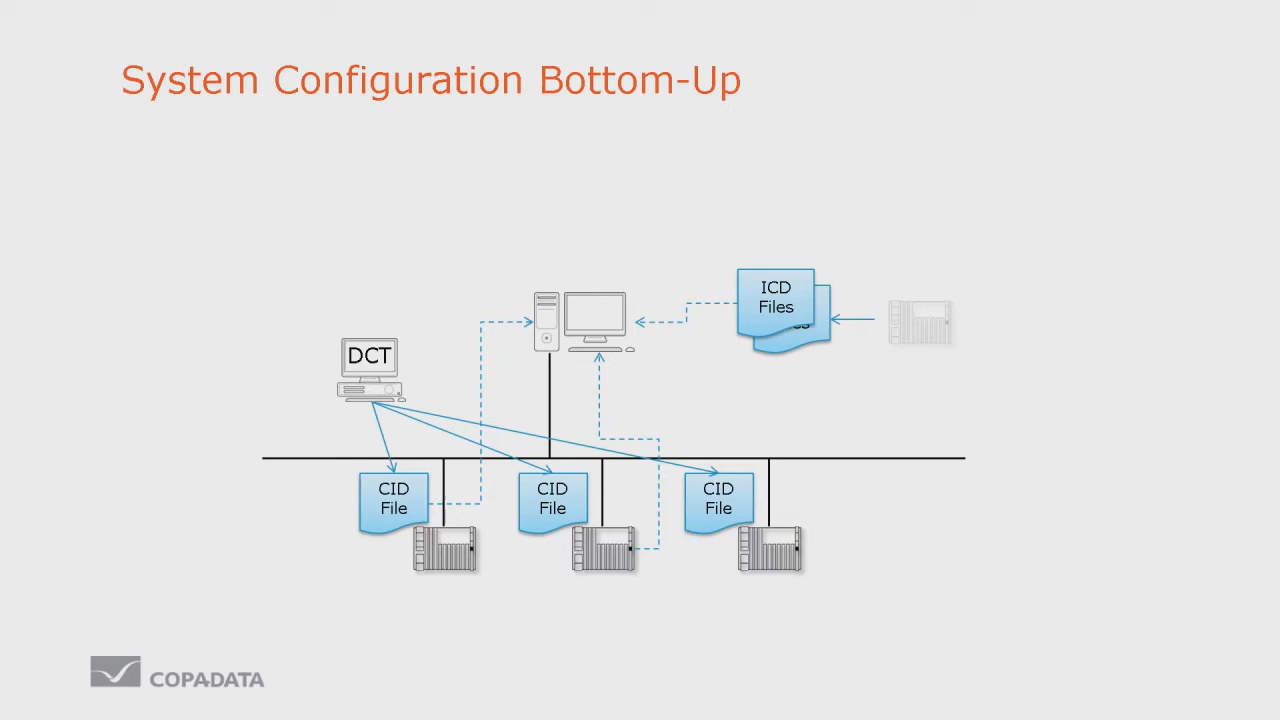 System Configuration Bottom-Up
ICD
Files
DCT
CID
File
CID
File
CID
File
COPADATA